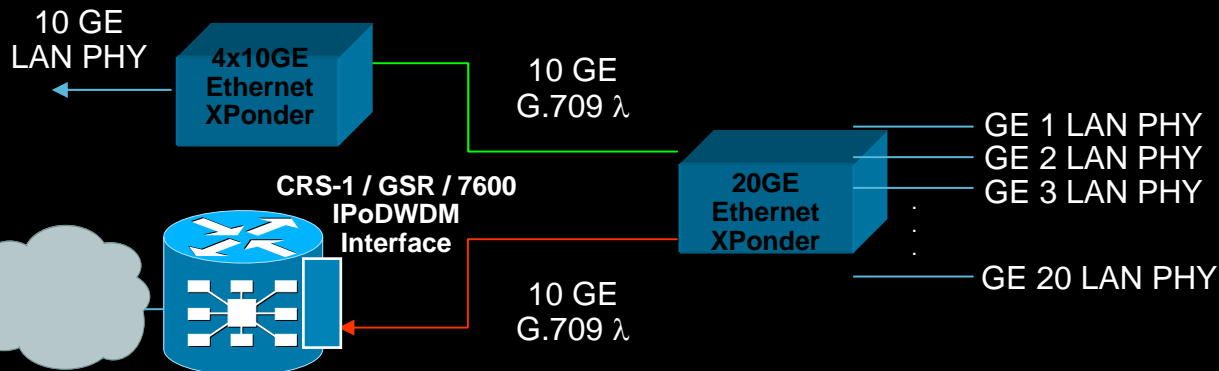 10 GE
LAN PHY
4x10GE
Ethernet
XPonder
10 GE
G.709 λ
GE 1 LAN PHY
GE 2 LAN PHY
GE 3 LAN PHY
.
.
.
GE 20 LAN PHY
20GE
Ethernet
XPonder
CRS-1 / GSR / 7600
IPoDWDM
Interface
10 GE
G.709 λ